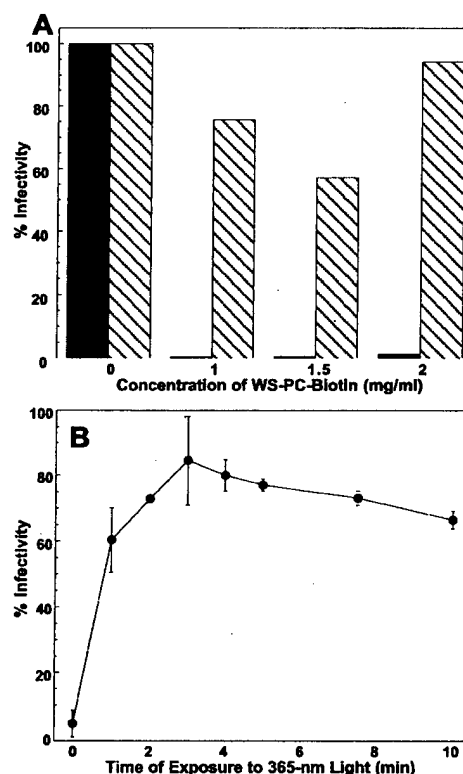 A
100
80
60
40
20
0
% Infectivity
0 1 1.5 2
Concentration of WS-PC-Biotin (mg/ml)
B
100
80
60
40
20
0
% Infectivity
0 2 4 6 8 10
Time of Exposure to 365-nm Light (min)